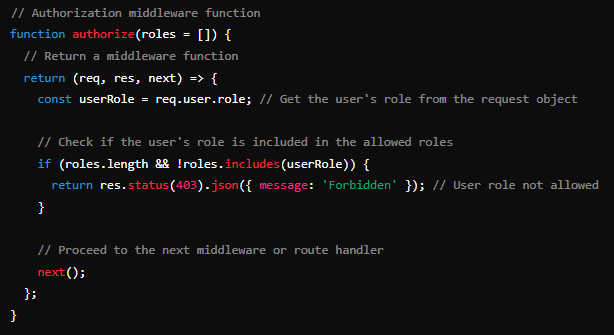 // Authorization middleware function
function authorize(roles = []) {
// Return a middleware function
return (req, res, next) => {
const userRole = req.user.role; // Get the user's role from the request object
// Check if the user's role is included in the allowed roles
if (roles.length && !roles.includes(userRole)) {
return res.status(403).json({ message: 'Forbidden' }); // User role not allowed
}
// Proceed to the next middleware or route handler
next();
};
}